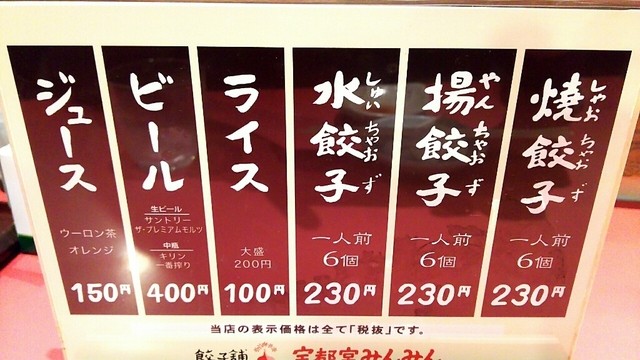 焼餃子
しゃお ちゃお ず
一人前
6個
230円
揚餃子
やん ちゃお ず
一人前
6個
230円
水餃子
しゅい ちゃお ず
一人前
6個
230円
ライス
大盛
200円
100円
ビール
生ビール
サントリー
ザ・プレミアムモルツ
中瓶
キリン
一番搾り
400円
ジュース
ウーロン茶
オレンジ
150円
当店の表示価格は全て「税抜」です。
餃子舗
宇都宮みんみん